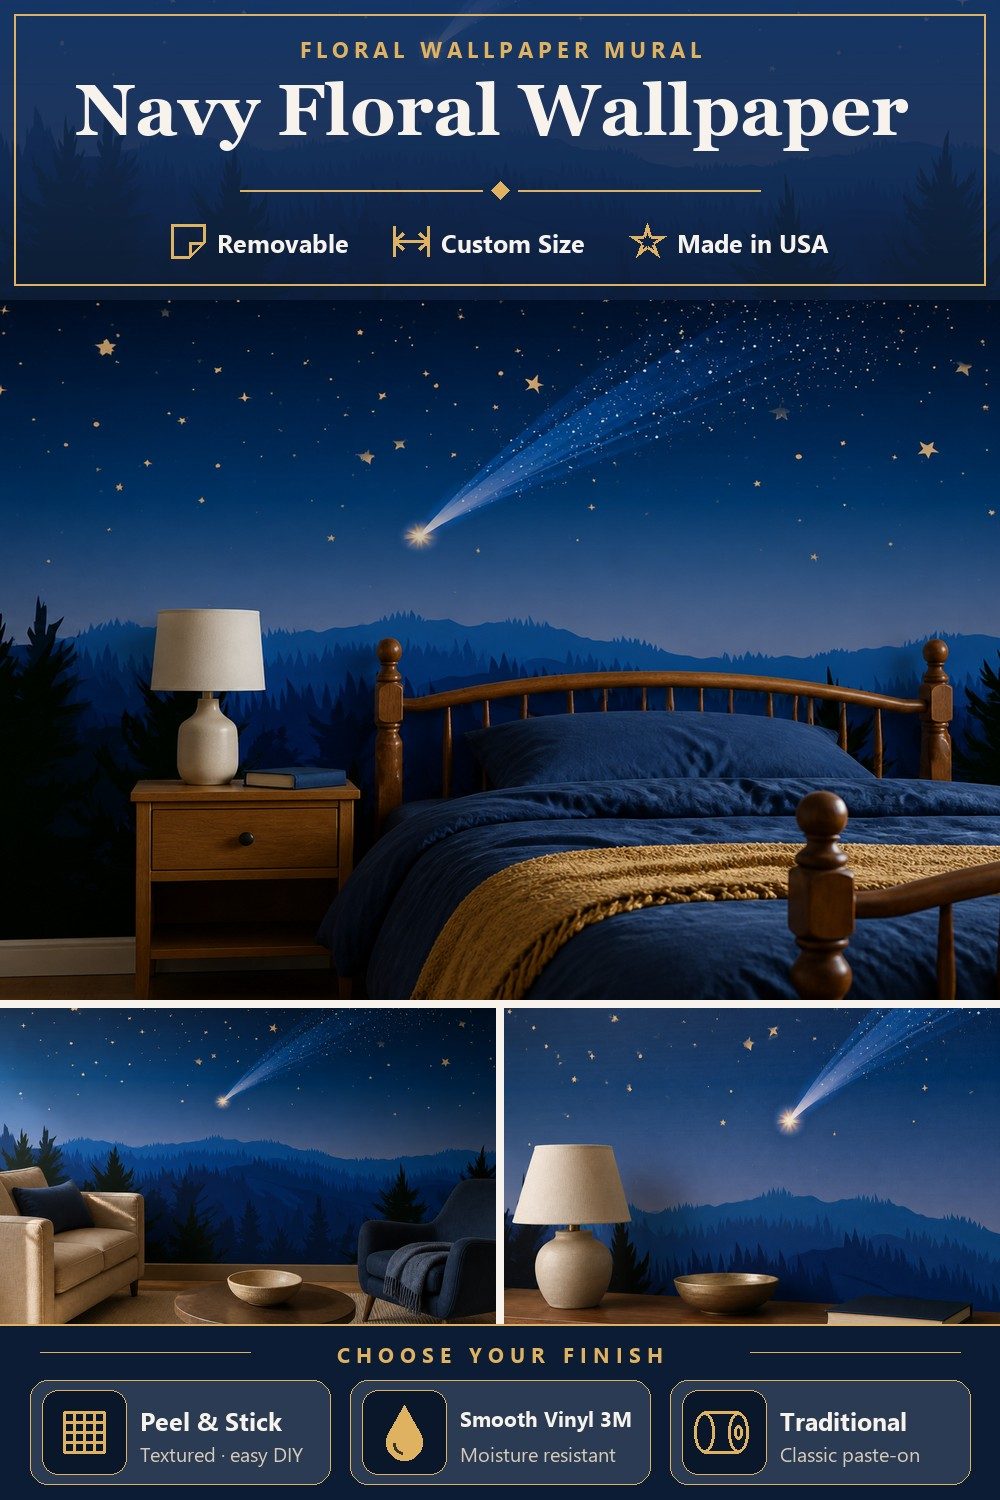 FLORAL WALLPAPER MURAL
Navy Floral Wallpaper
Removable
Custom Size
Made in USA
CHOOSE YOUR FINISH
Peel & Stick
Textured · easy DIY
Smooth Vinyl 3M
Moisture resistant
Traditional
Classic paste-on